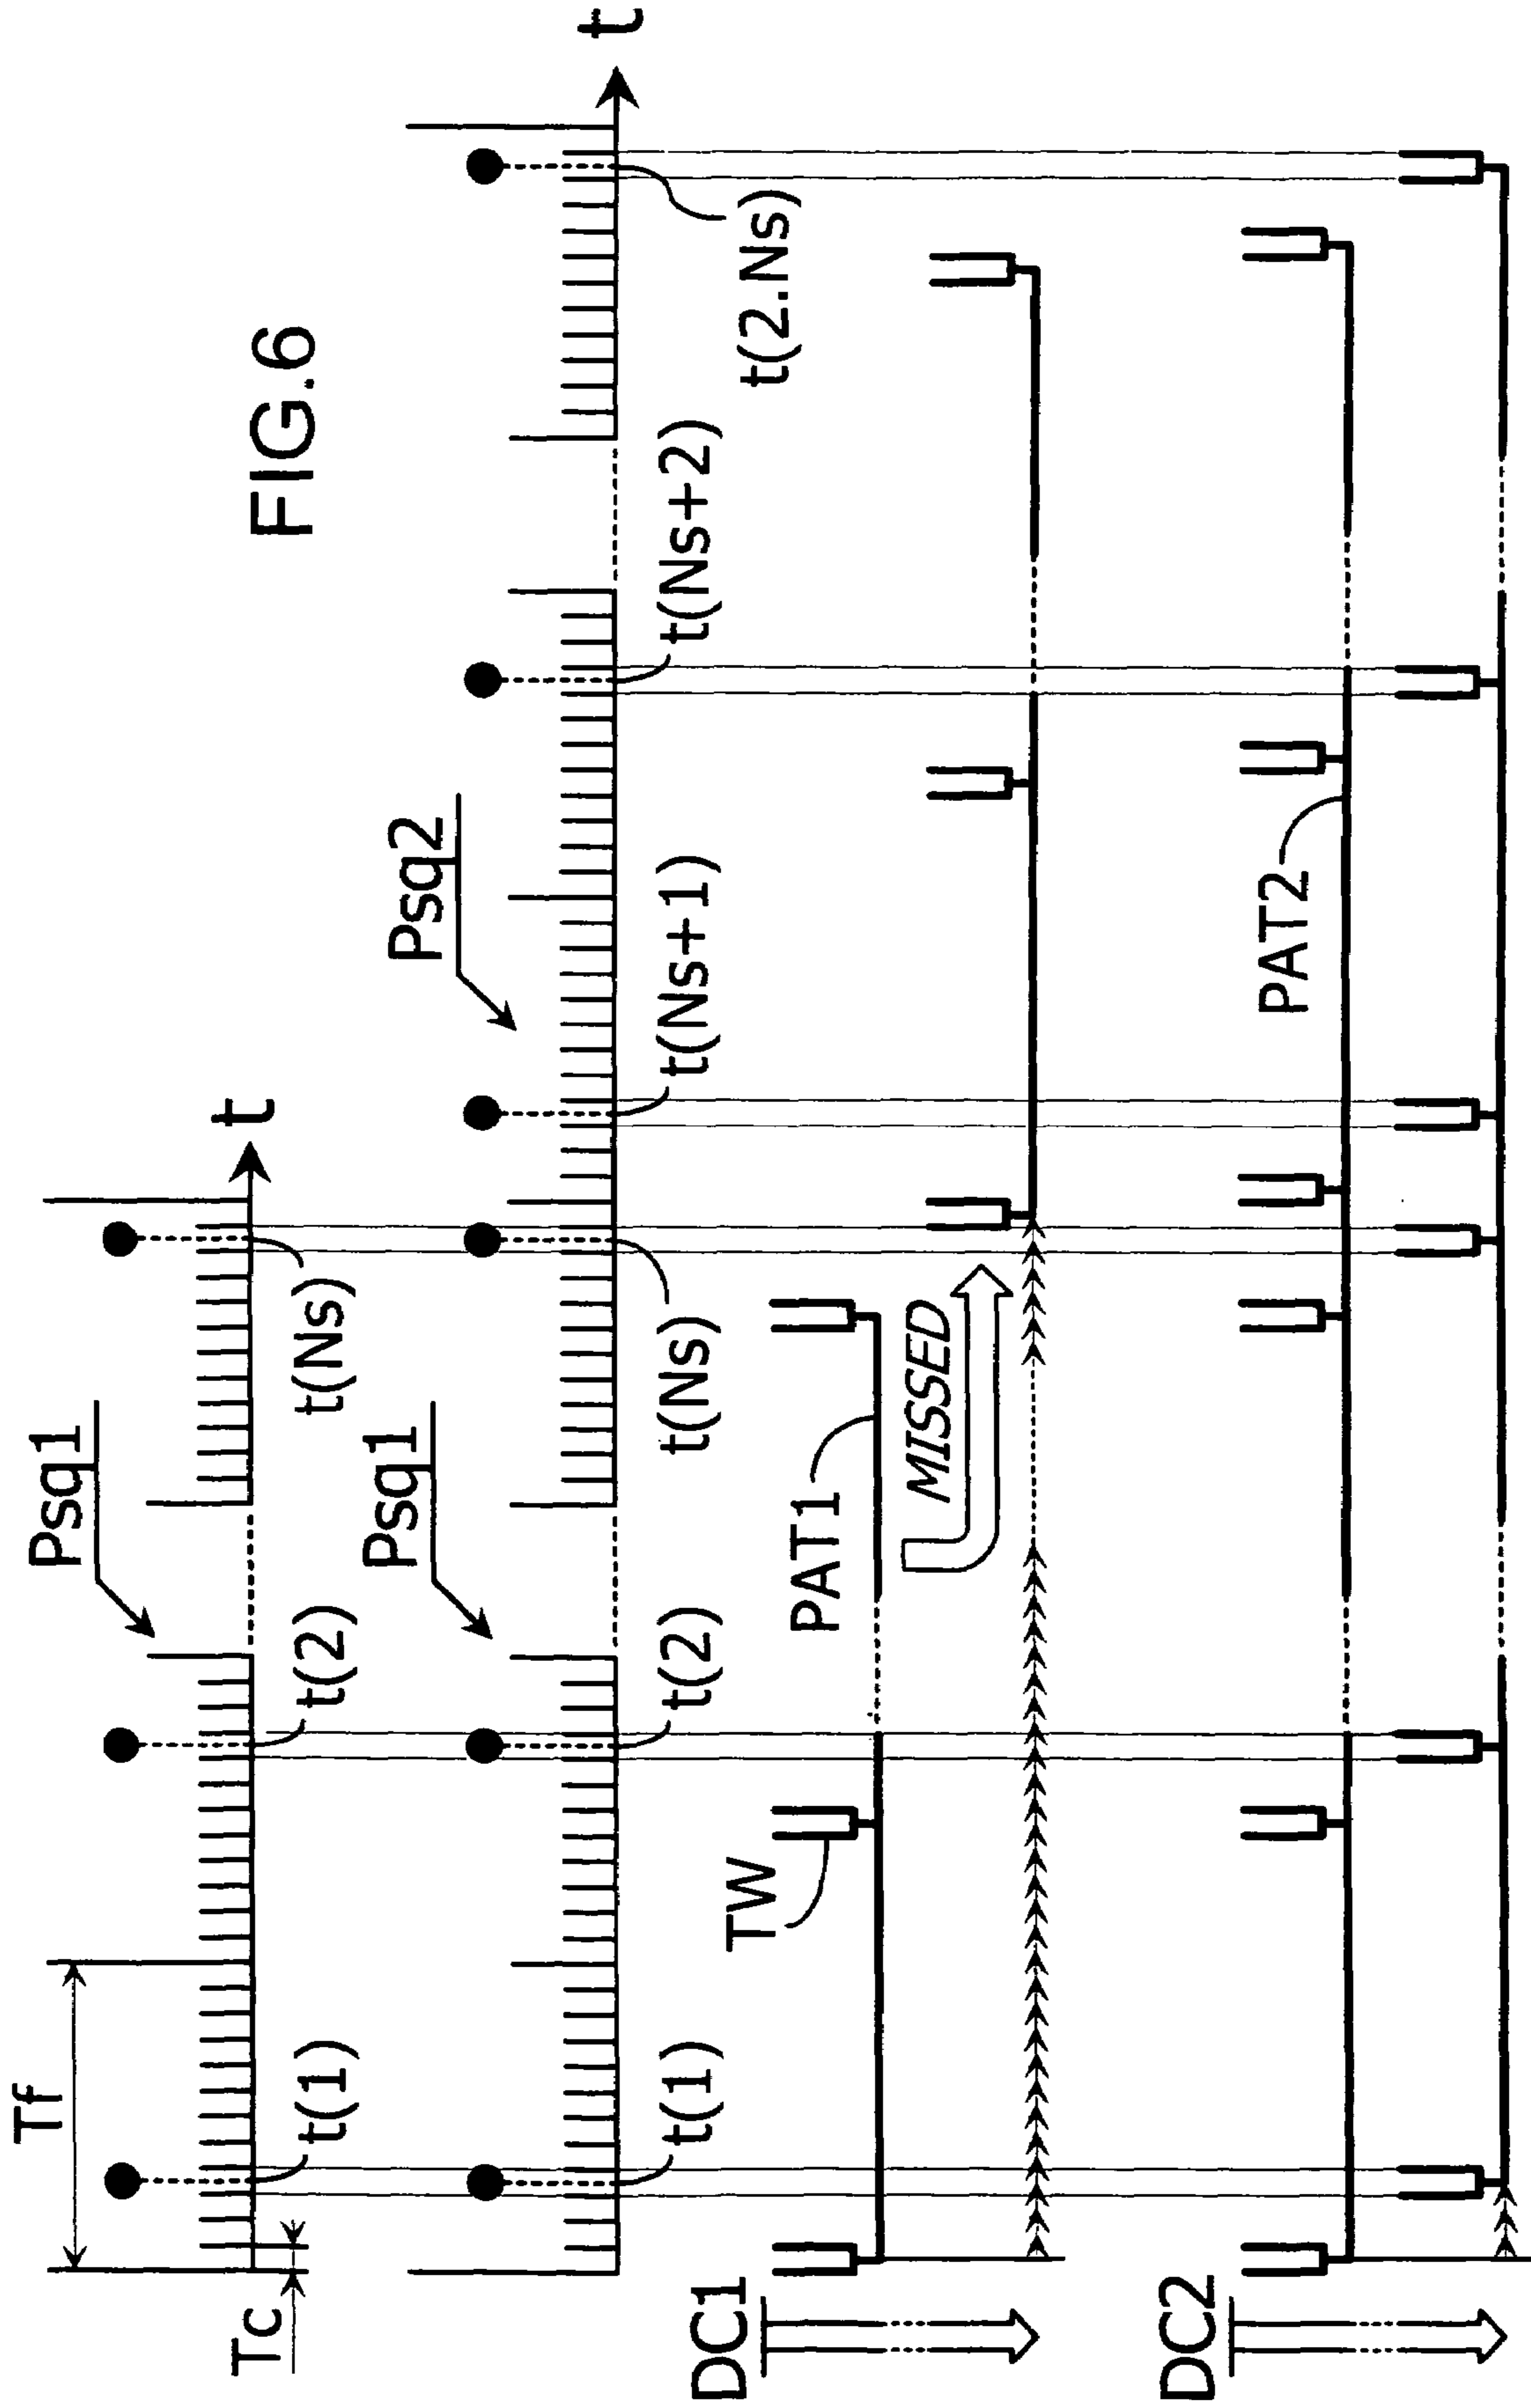 FIG.6
Tf
Tc
Psq1
t
t(1)
t(2)
t(Ns)
Psq1
Psq2
t
t(1)
t(2)
t(Ns)
t(Ns+1)
t(Ns+2)
t(2.Ns)
DC1
TW
PAT1
MISSED
DC2
PAT2